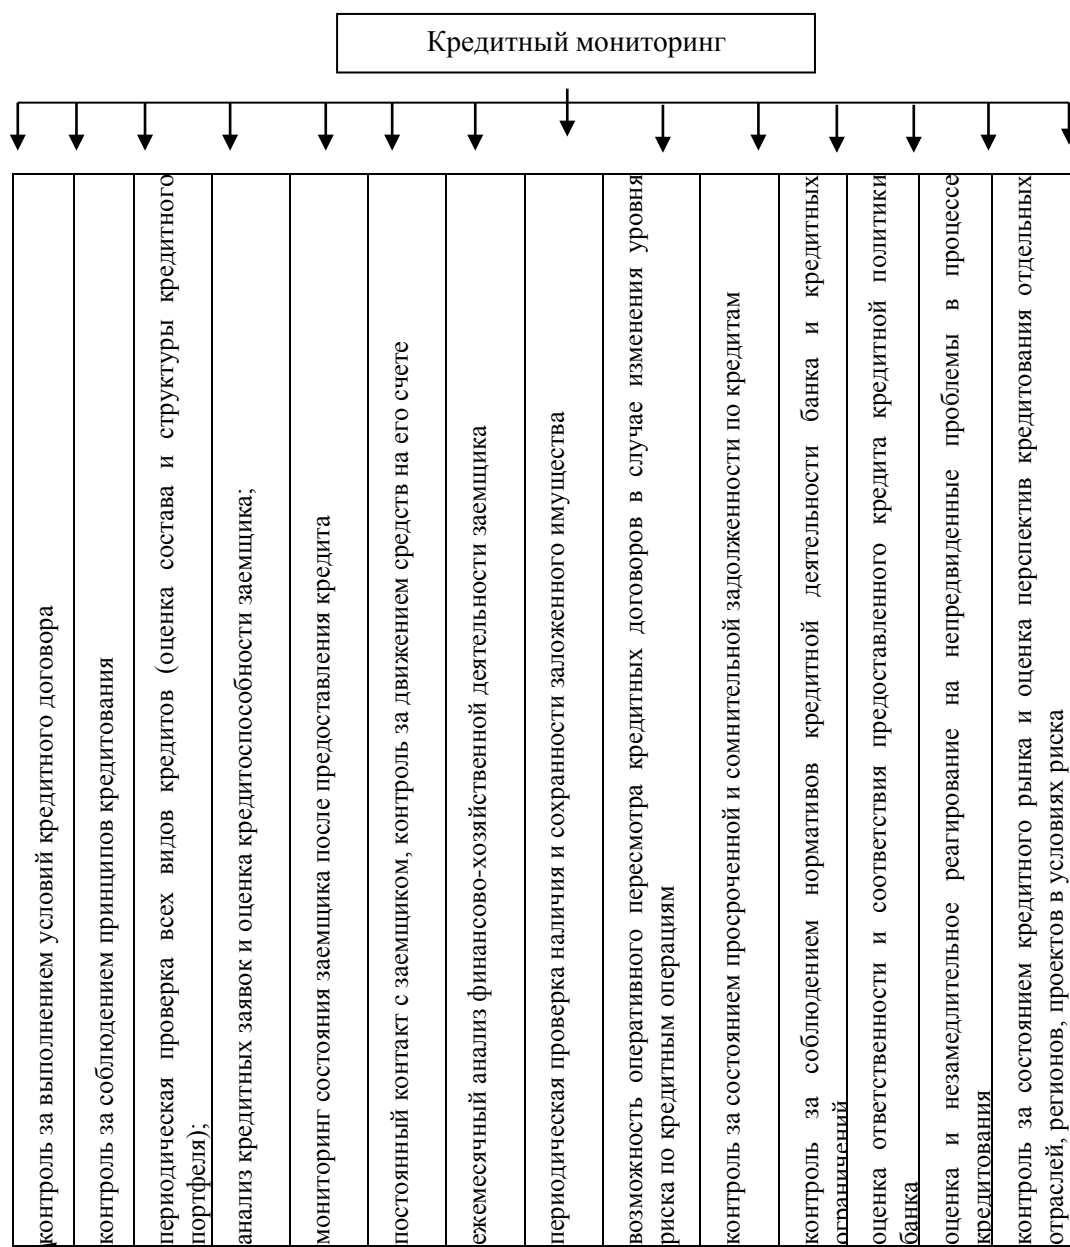 Кредитный мониторинг
контроль за выполнением условий кредитного договора
контроль за соблюдением принципов кредитования
периодическая проверка всех видов кредитов (оценка состава и структуры кредитного
портфеля);
анализ кредитных заявок и оценка кредитоспособности заемщика;
мониторинг состояния заемщика после предоставления кредита
постоянный контакт с заемщиком, контроль за движением средств на его счете
ежемесячный анализ финансово-хозяйственной деятельности заемщика
периодическая проверка наличия и сохранности заложенного имущества
возможность оперативного пересмотра кредитных договоров в случае изменения уровня
риска по кредитным операциям
контроль за состоянием просроченной и сомнительной задолженности по кредитам
контроль за соблюдением нормативов кредитной деятельности банка и кредитных
ограничений
оценка ответственности и соответствия предоставленного кредита кредитной политики
банка
оценка и незамедлительное реагирование на непредвиденные проблемы в процессе
кредитования
контроль за состоянием кредитного рынка и оценка перспектив кредитования отдельных
отраслей, регионов, проектов в условиях риска